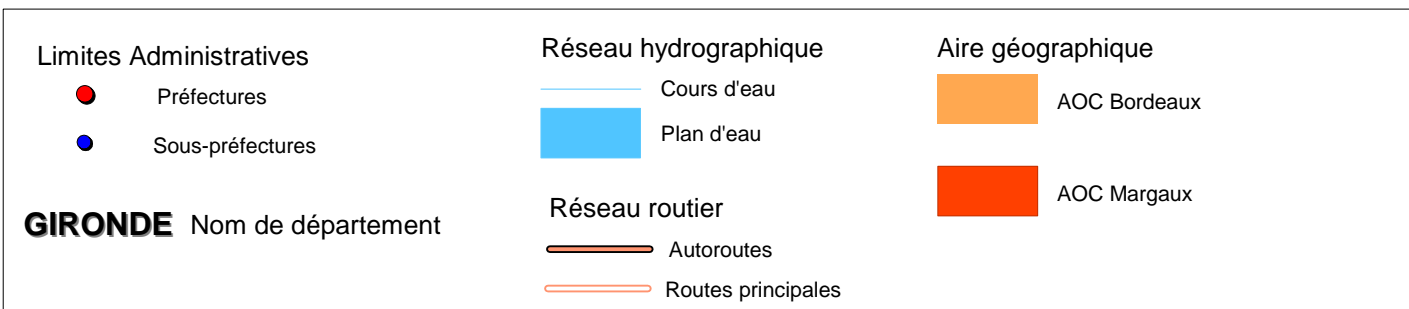 Limites Administratives
Préfectures
Sous-préfectures
GIRONDE Nom de département
Réseau hydrographique
Cours d'eau
Plan d'eau
Réseau routier
Autoroutes
Routes principales
Aire géographique
AOC Bordeaux
AOC Margaux